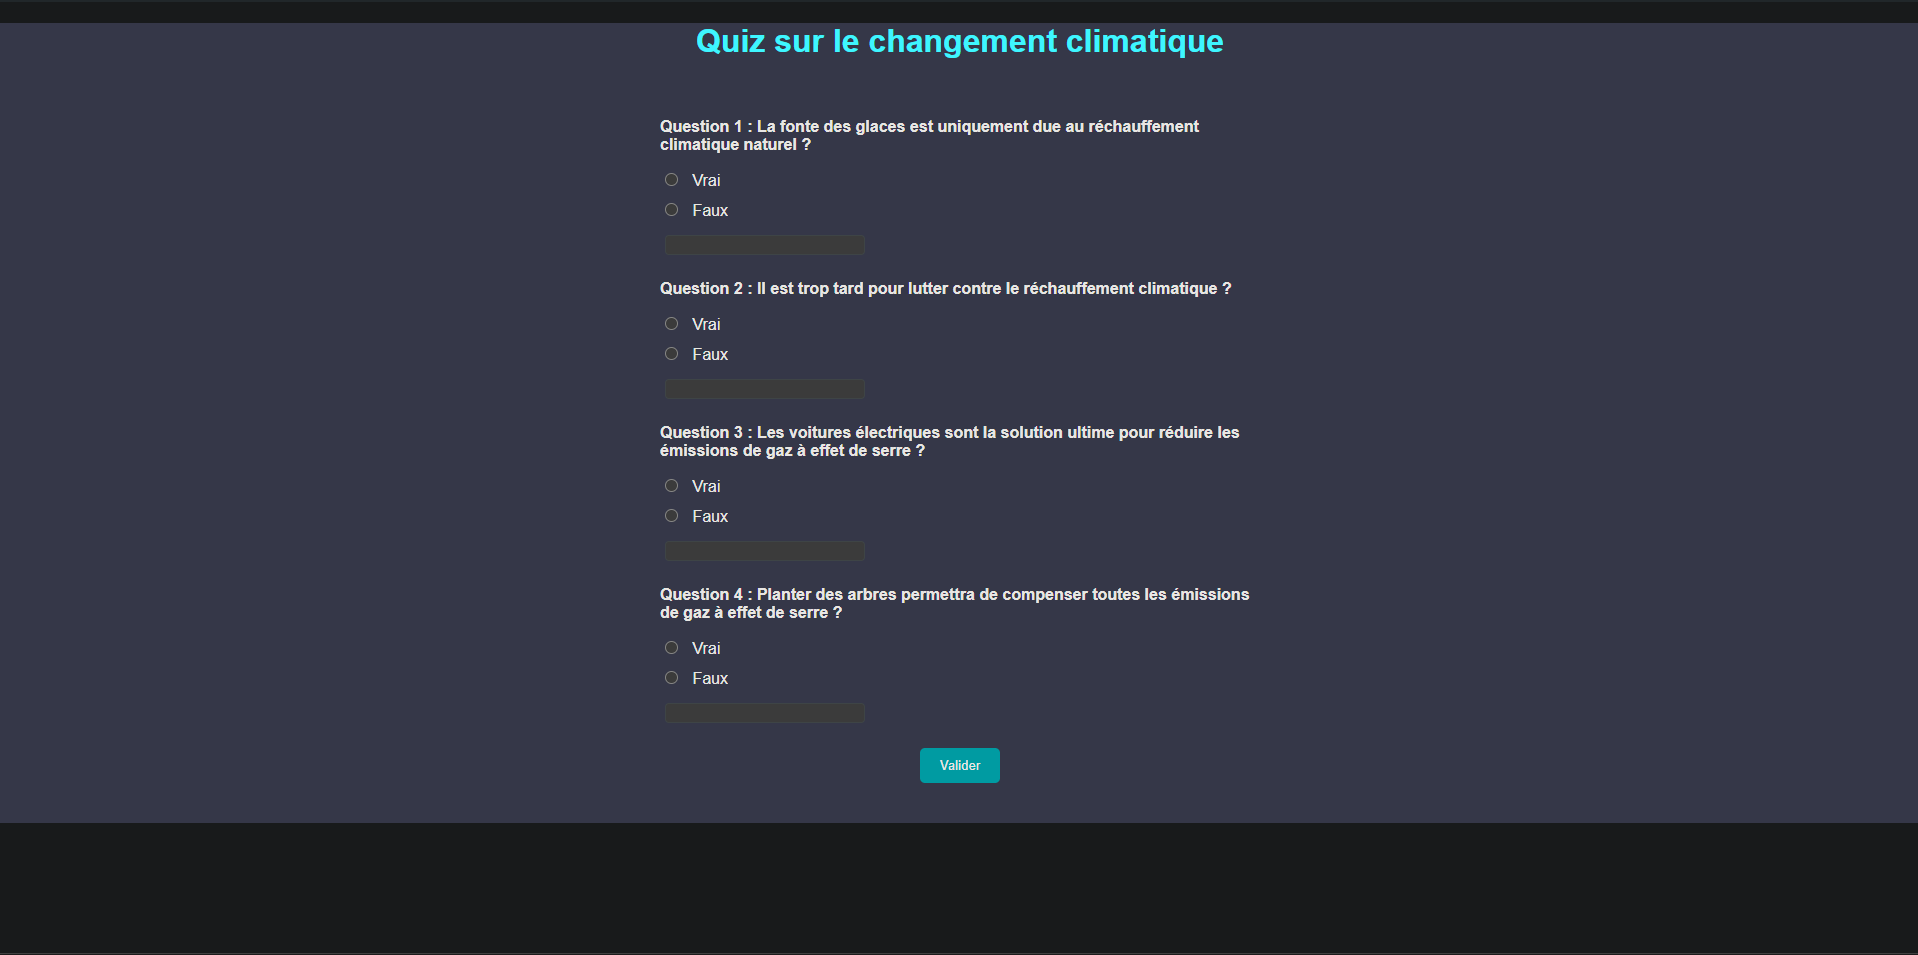 Quiz sur le changement climatique
Question 1 : La fonte des glaces est uniquement due au réchauffement
climatique naturel ?
Vrai
Faux
Question 2 : Il est trop tard pour lutter contre le réchauffement climatique ?
Vrai
Faux
Question 3 : Les voitures électriques sont la solution ultime pour réduire les
émissions de gaz à effet de serre ?
Vrai
Faux
Question 4 : Planter des arbres permettra de compenser toutes les émissions
de gaz à effet de serre ?
Vrai
Faux
Valider